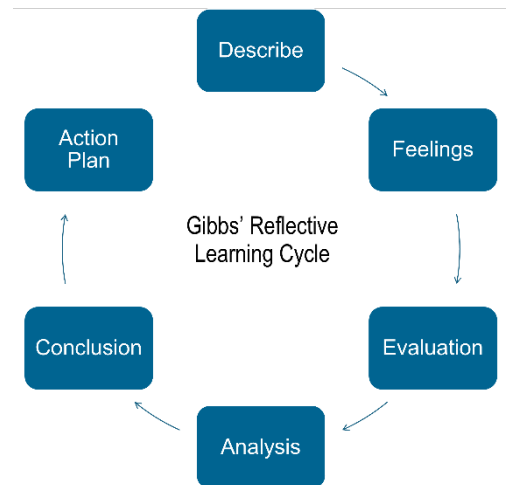 Describe
Feelings
Evaluation
Analysis
Conclusion
Action
Plan
Gibbs' Reflective
Learning Cycle